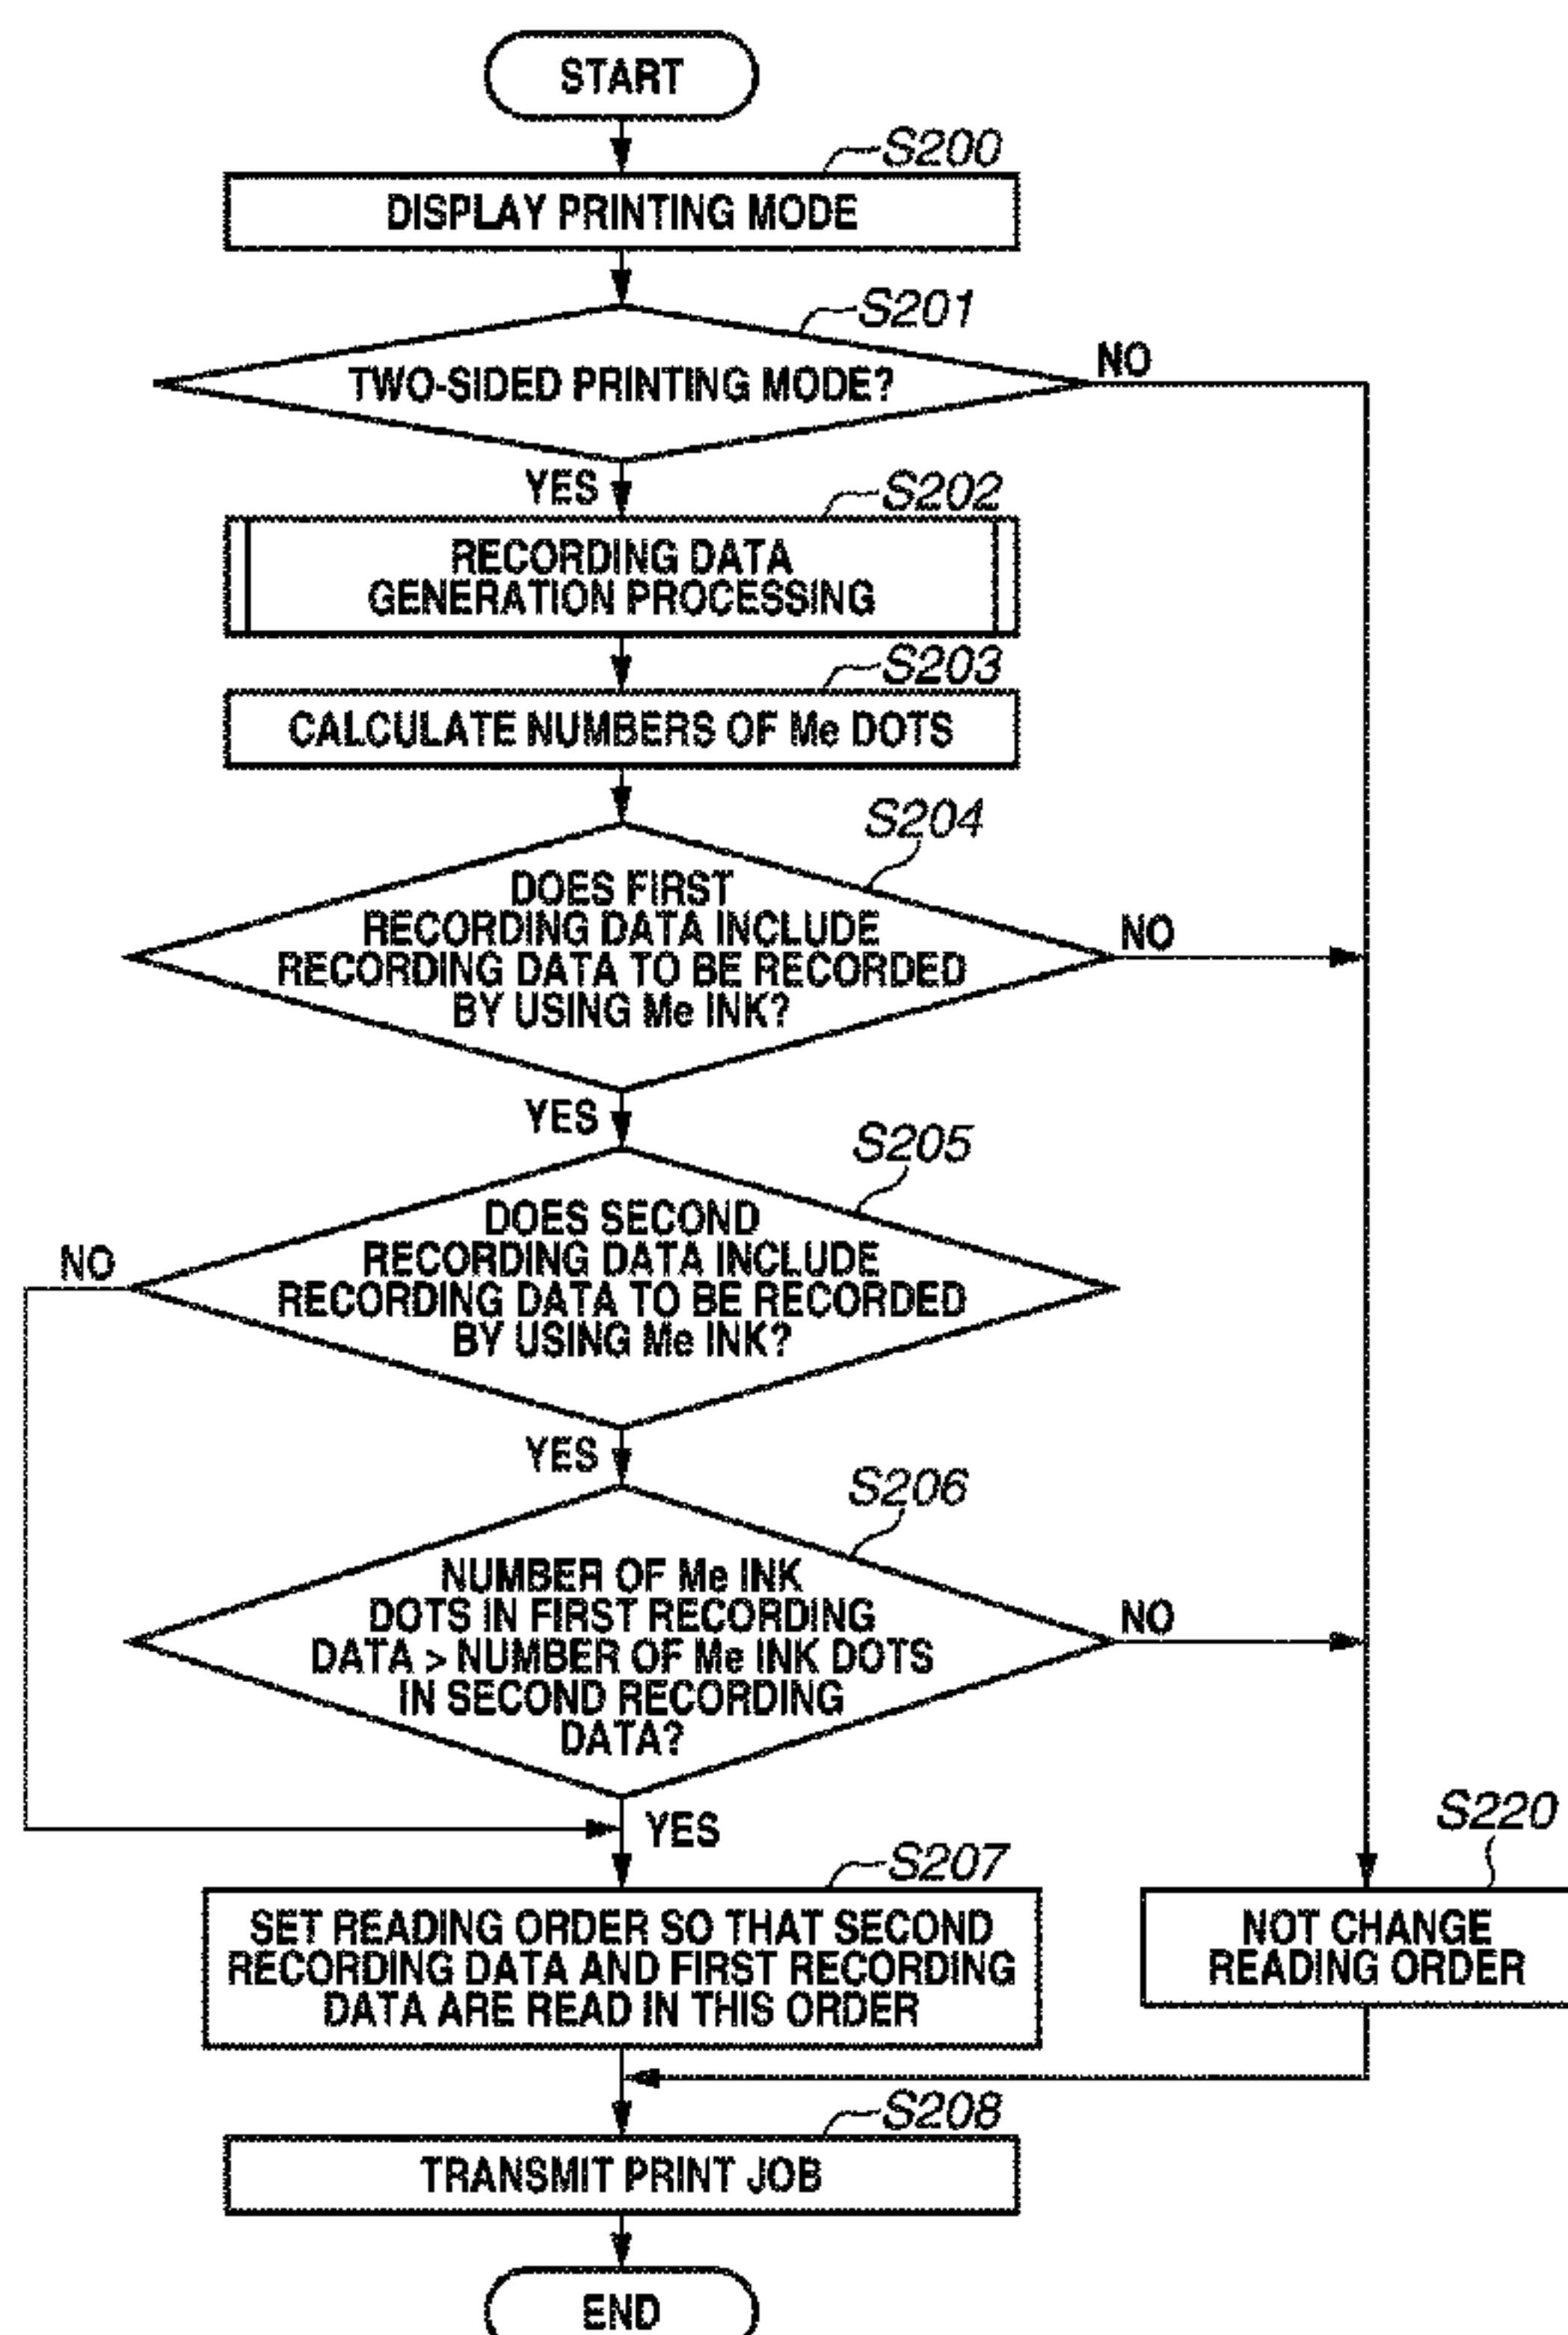 START
S200
DISPLAY PRINTING MODE
S201
TWO-SIDED PRINTING MODE?
NO
YES
S202
RECORDING DATA
GENERATION PROCESSING
S203
CALCULATE NUMBERS OF Me DOTS
S204
DOES FIRST
RECORDING DATA INCLUDE
RECORDING DATA TO BE RECORDED
BY USING Me INK?
NO
YES
S205
DOES SECOND
RECORDING DATA INCLUDE
RECORDING DATA TO BE RECORDED
BY USING Me INK?
NO
YES
S206
NUMBER OF Me INK
DOTS IN FIRST RECORDING
DATA > NUMBER OF Me INK DOTS
IN SECOND RECORDING
DATA?
NO
YES
S207
SET READING ORDER SO THAT SECOND
RECORDING DATA AND FIRST RECORDING
DATA ARE READ IN THIS ORDER
S220
NOT CHANGE
READING ORDER
S208
TRANSMIT PRINT JOB
END